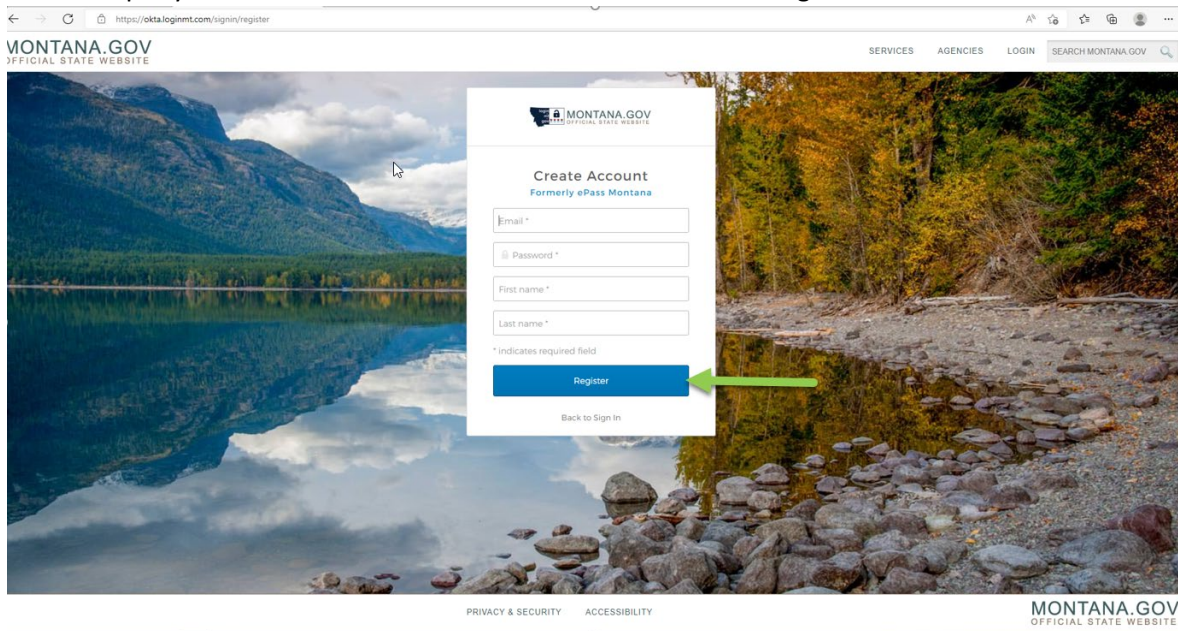 https://okta.loginmt.com/signin/register
MONTANA.GOV
OFFICIAL STATE WEBSITE
SERVICES AGENCIES LOGIN SEARCH MONTANA.GOV
MONTANA.GOV
OFFICIAL STATE WEBSITE
Create Account
Formerly ePass Montana
Email *
Password *
First name *
Last name *
* indicates required field
Register
Back to Sign In
PRIVACY & SECURITY ACCESSIBILITY
MONTANA.GOV
OFFICIAL STATE WEBSITE